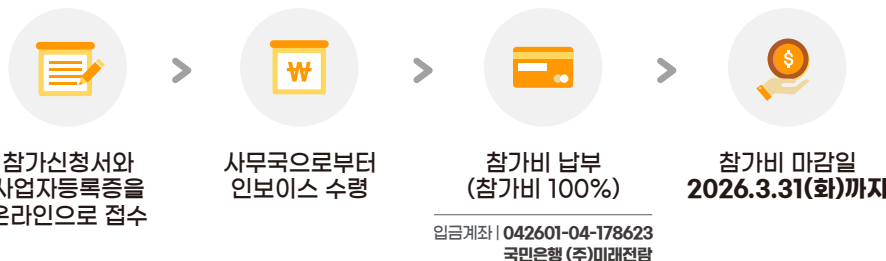 참가신청서와
사업자등록증을
온라인으로 접수
사무국으로부터
인보이스 수령
참가비 납부
(참가비 100%)
입금계좌 | 042601-04-178623
국민은행 (주)미래전람
참가비 마감일
2026.3.31(화)까지